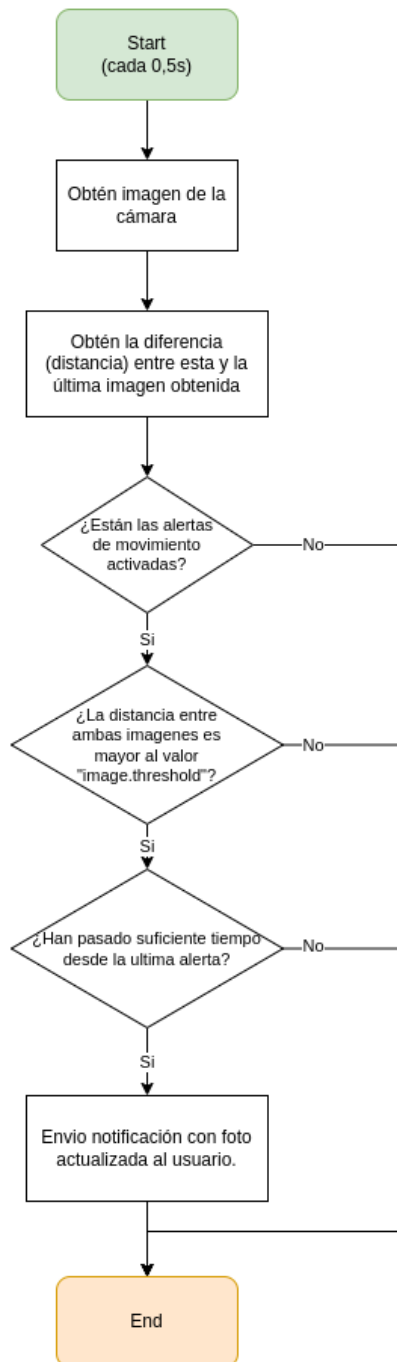 Start
(cada 0,5s)
Obtén imagen de la
cámara
Obtén la diferencia
(distancia) entre esta y la
última imagen obtenida
¿Están las alertas
de movimiento
activadas?
No
Si
¿La distancia entre
ambas imagenes es
mayor al valor
"image.threshold"?
No
Si
¿Han pasado suficiente tiempo
desde la ultima alerta?
No
Si
Envio notificación con foto
actualizada al usuario.
End